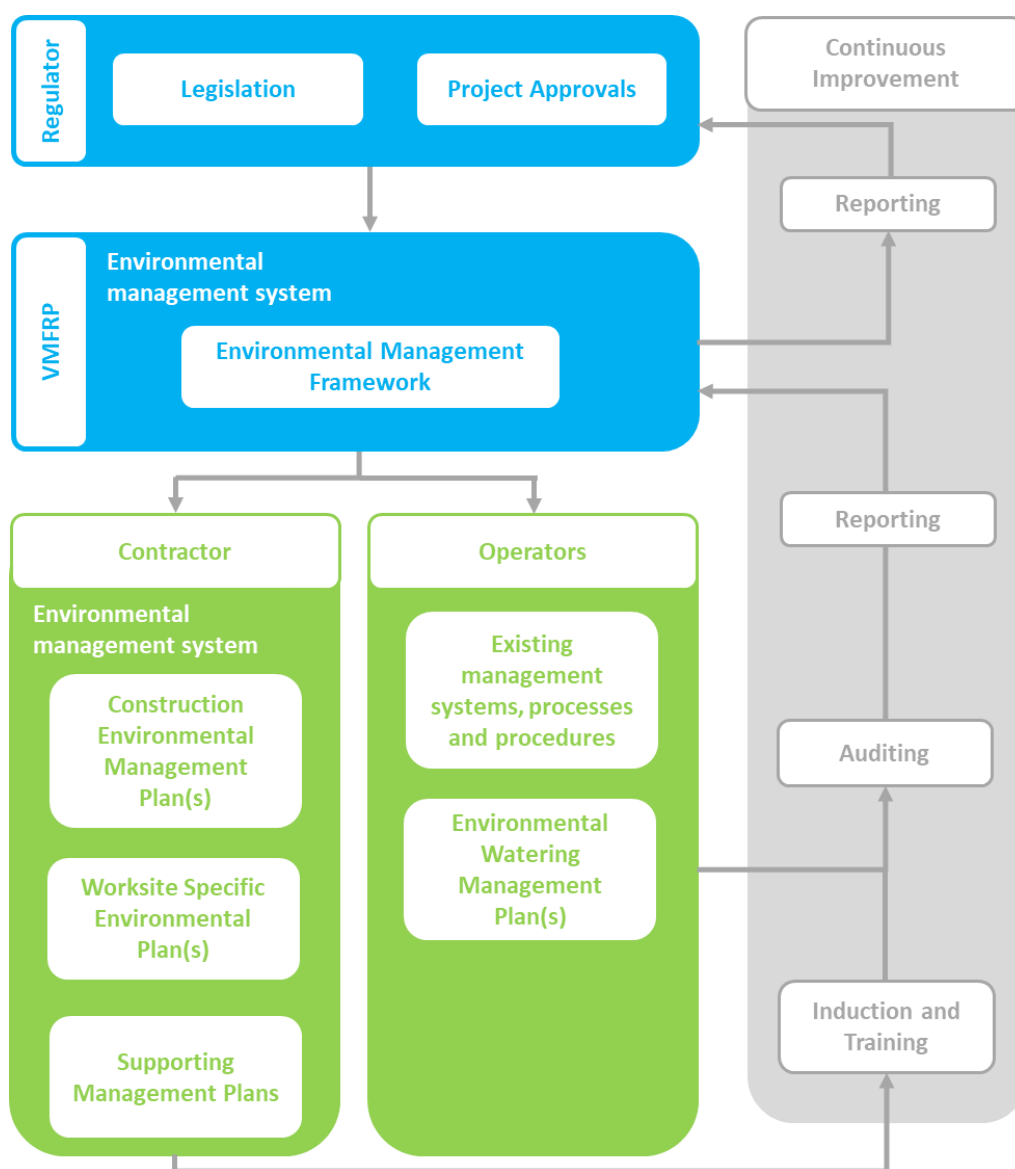 Regulator
Legislation
Project Approvals
Continuous
Improvement
Reporting
VMFRP
Environmental
management system
Environmental Management
Framework
Reporting
Contractor
Environmental
management system
Construction
Environmental
Management
Plan(s)
Worksite Specific
Environmental
Plan(s)
Supporting
Management Plans
Operators
Existing
management
systems, processes
and procedures
Environmental
Watering
Management
Plan(s)
Auditing
Induction and
Training